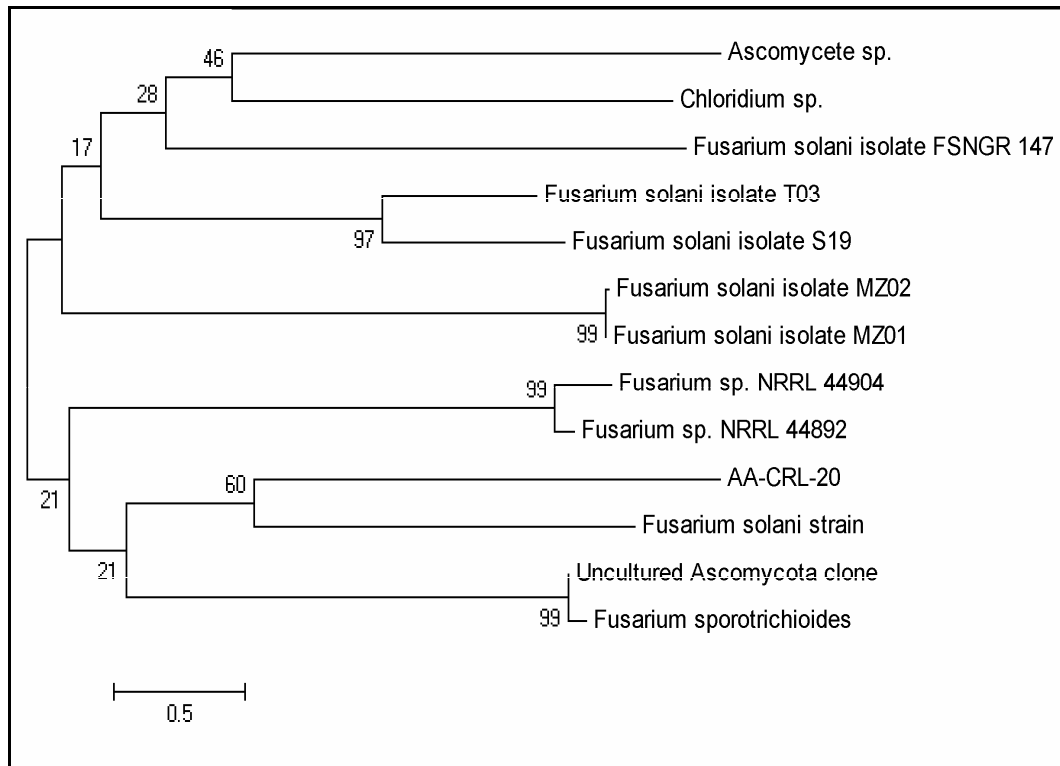 46
Ascomycete sp.
28
Chloridium sp.
17
Fusarium solani isolate FSNGR 147
Fusarium solani isolate T03
97
Fusarium solani isolate S19
Fusarium solani isolate MZ02
99
Fusarium solani isolate MZ01
99
Fusarium sp. NRRL 44904
Fusarium sp. NRRL 44892
21
60
AA-CRL-20
Fusarium solani strain
21
Uncultured Ascomycota clone
99
Fusarium sporotrichioides
0.5